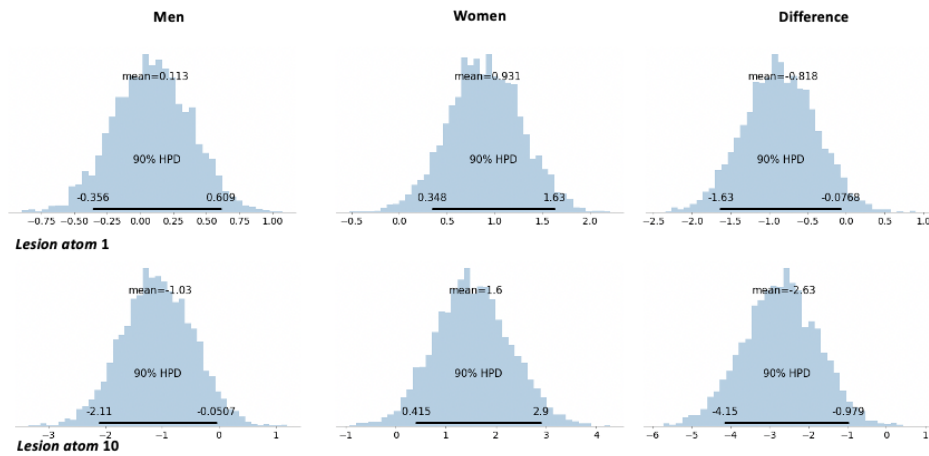 Men Women Difference
mean=0.113 mean=0.931 mean=-0.818
90% HPD 90% HPD 90% HPD
-0.356 0.609 0.348 1.63 -1.63 -0.0768
-0.75 -0.50 -0.25 0.00 0.25 0.50 0.75 1.00 -0.5 0.0 0.5 1.0 1.5 2.0 -2.5 -2.0 -1.5 -1.0 -0.5 0.0 0.5 1.0
Lesion atom 1
mean=-1.03 mean=1.6 mean=-2.63
90% HPD 90% HPD 90% HPD
-2.11 -0.0507 0.415 2.9 -4.15 -0.979
-3 -2 -1 0 1 -1 0 1 2 3 4 -6 -5 -4 -3 -2 -1 0 1
Lesion atom 10